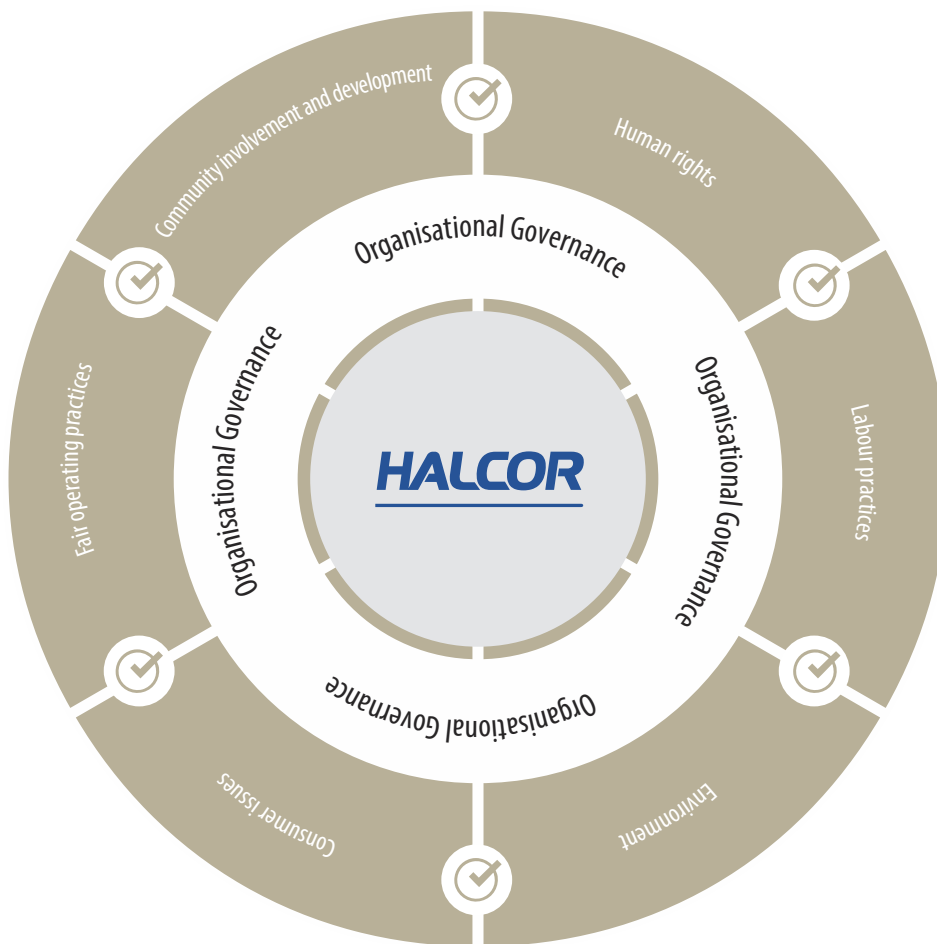 Community involvement and development
Human rights
Organisational Governance
Organisational Governance
Organisational Governance
Fair operating practices
Labour practices
HALCOR
Organisational Governance
Consumer issues
Environment